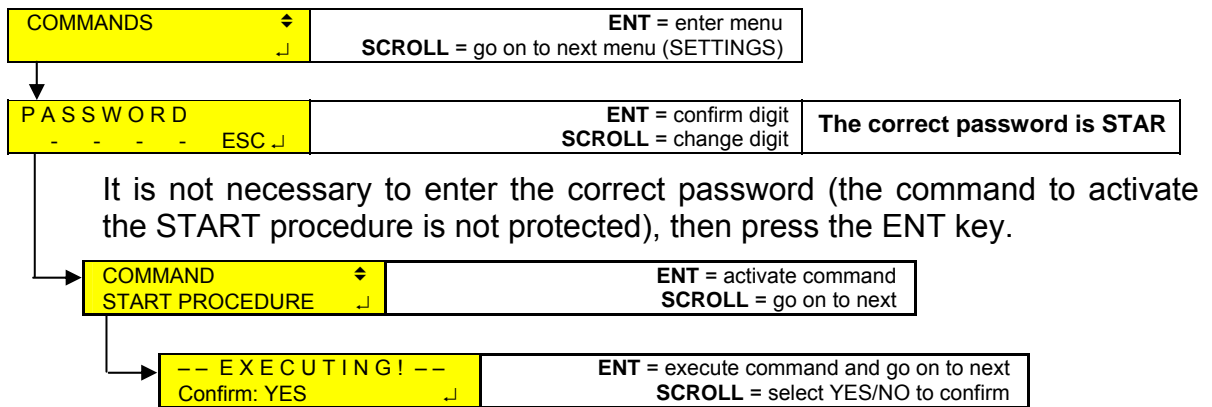 COMMANDS ⬍ ENT = enter menu
↵ SCROLL = go on to next menu (SETTINGS)
P A S S W O R D ENT = confirm digit The correct password is STAR
- - - - ESC ↵ SCROLL = change digit
It is not necessary to enter the correct password (the command to activate
the START procedure is not protected), then press the ENT key.
COMMAND ⬍ ENT = activate command
START PROCEDURE ↵ SCROLL = go on to next
– – E X E C U T I N G ! – – ENT = execute command and go on to next
Confirm: YES ↵ SCROLL = select YES/NO to confirm